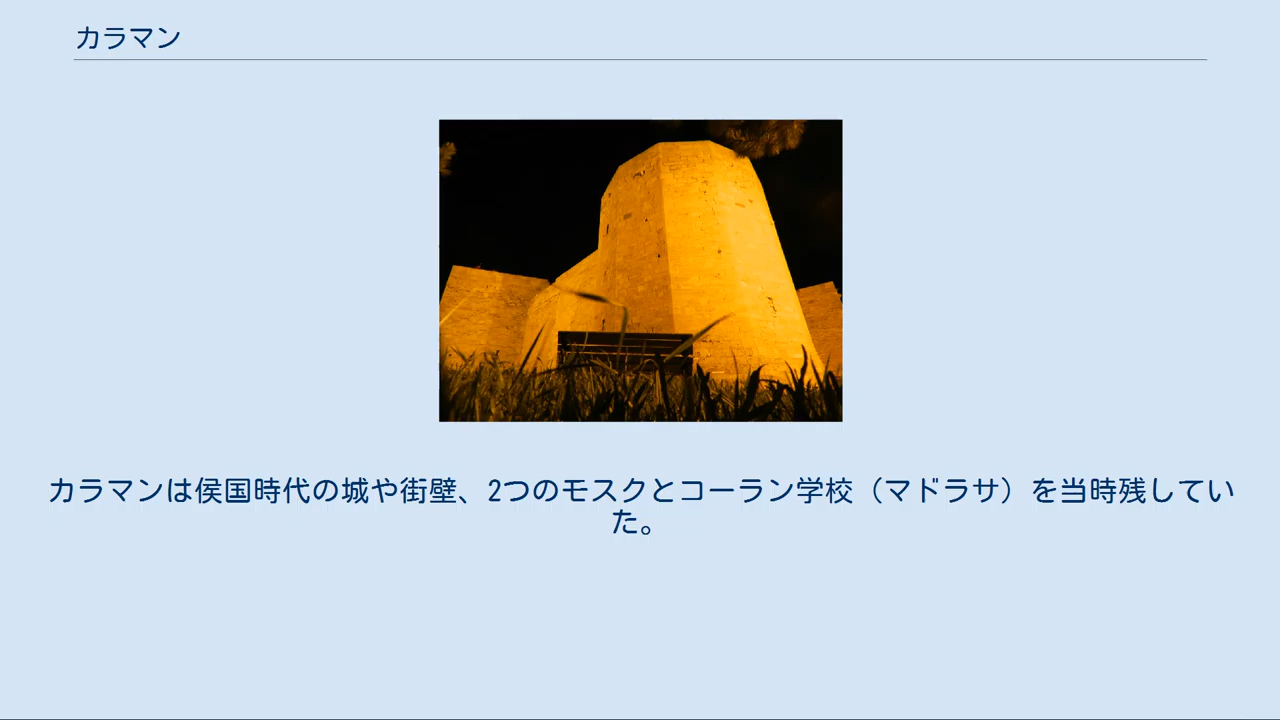 カラマン
カラマンは侯国時代の城や街壁、2つのモスクとコーラン学校（マドラサ）を当時残してい
た。